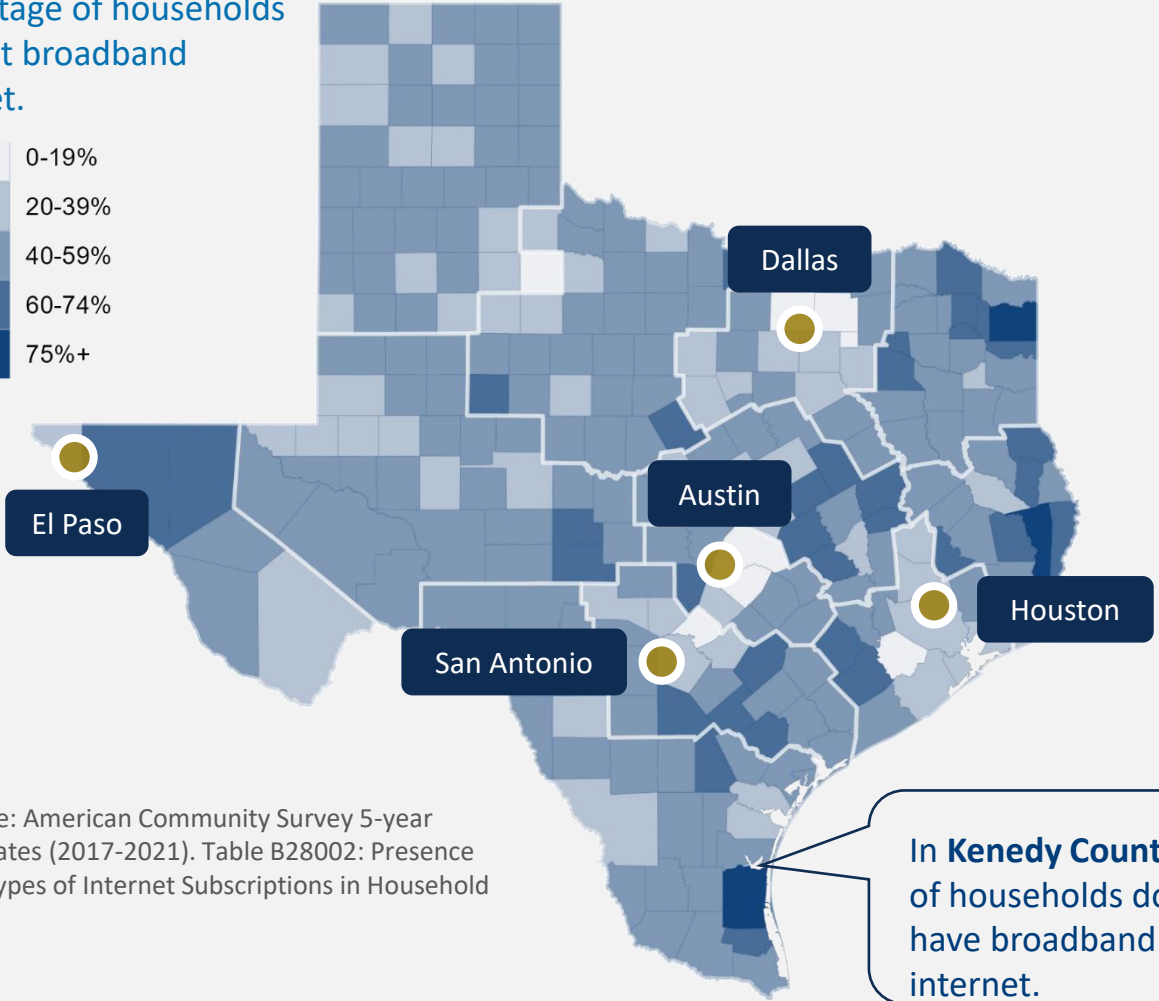 tage of households
t broadband
et.
0-19%
20-39%
40-59%
60-74%
75%+
Dallas
El Paso
Austin
Houston
San Antonio
e: American Community Survey 5-year
ates (2017-2021). Table B28002: Presence
ypes of Internet Subscriptions in Household
In Kenedy Count
of households do
have broadband
internet.